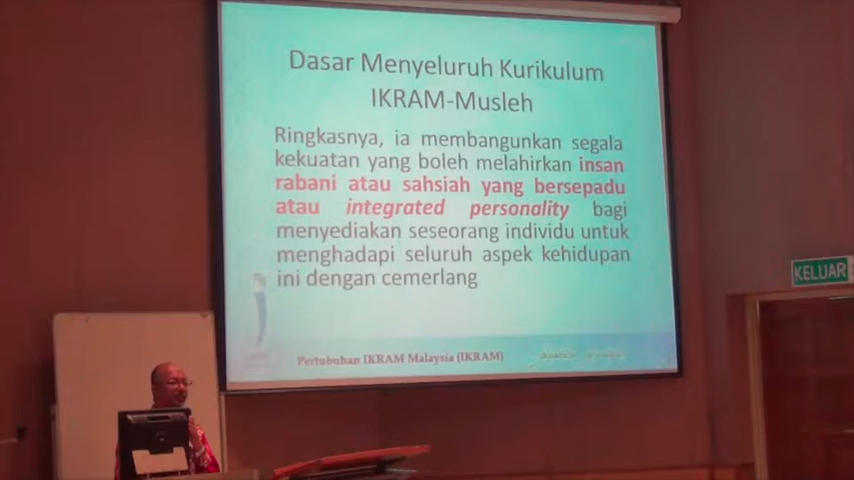 Dasar Menyeluruh Kurikulum
IKRAM-Musleh
Ringkasnya, ia membangunkan segala
kekuatan yang boleh melahirkan insan
rabani atau sahsiah yang bersepadu
atau integrated personality bagi
menyediakan seseorang individu untuk
menghadapi seluruh aspek kehidupan
ini dengan cemerlang
Pertubuhan IKRAM Malaysia (IKRAM)
KELUAR